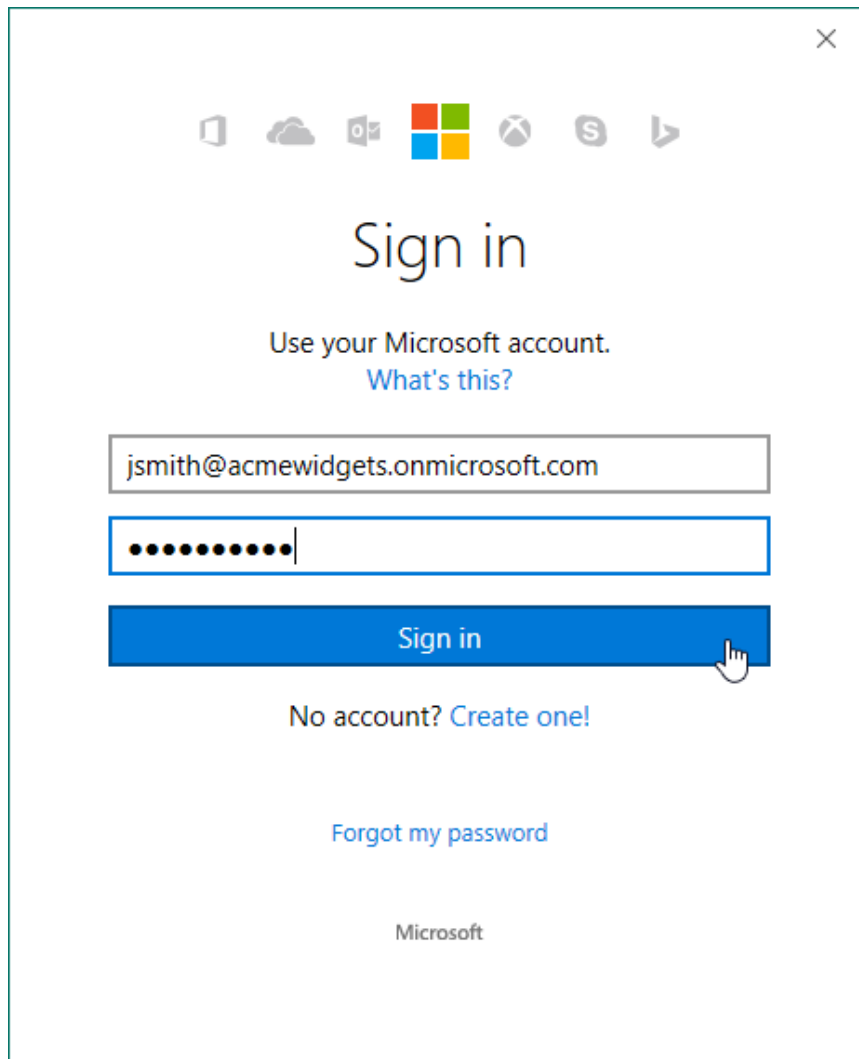 Sign in
Use your Microsoft account.
What's this?
jsmith@acmewidgets.onmicrosoft.com
●●●●●●●●●●
Sign in
No account? Create one!
Forgot my password
Microsoft